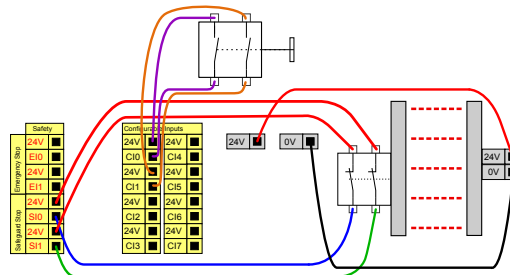 Safety
Emergency Stop
24V
EI0
24V
EI1
Safeguard Stop
24V
SI0
24V
SI1
Configurable Inputs
24V 24V
CI0 CI4
24V 24V
CI1 CI5
24V 24V
CI2 CI6
24V 24V
CI3 CI7
24V
0V
24V
0V